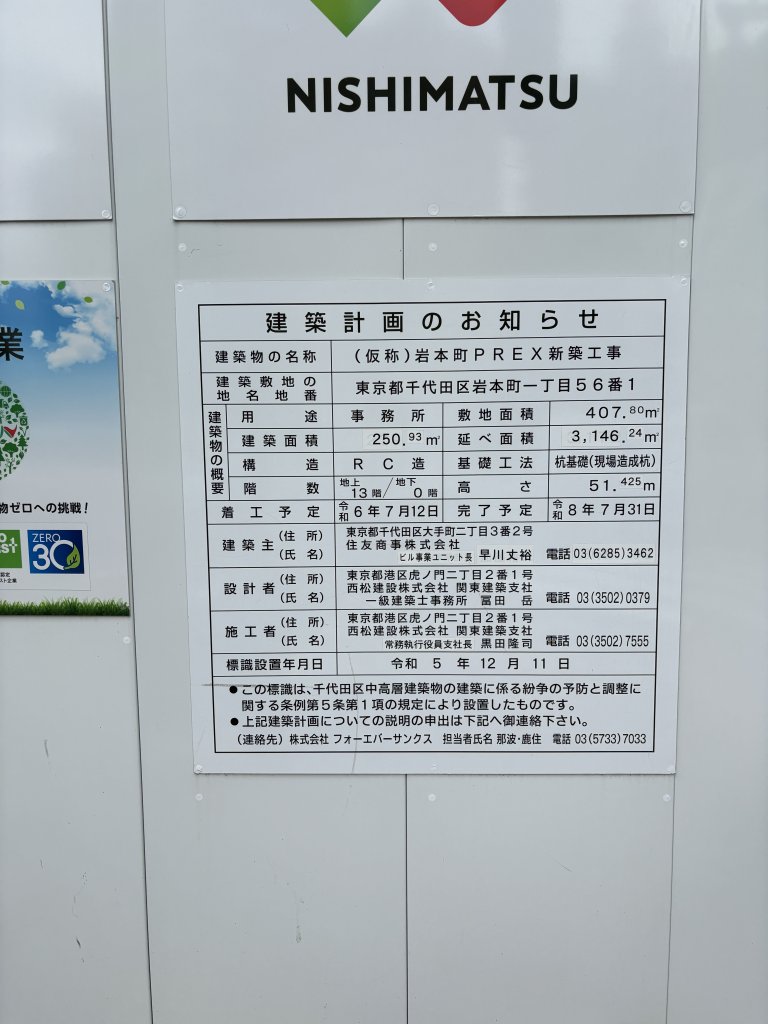 NISHIMATSU
業
物ゼロへの挑戦!
ZERO
30
建築計画のお知らせ
建築物の名称 (仮称)岩本町PREX新築工事
建築敷地の地名地番 東京都千代田区岩本町一丁目56番1
建築物の概要
用途 事務所 敷地面積 407.80㎡
建築面積 250.93㎡ 延べ面積 3,146.24㎡
構造 RC造 基礎工法 杭基礎(現場造成杭)
階数 地上13階/地下0階 高さ 51.425m
着工予定 令和6年7月12日 完了予定 令和8年7月31日
建築主(住所)(氏名) 東京都千代田区大手町二丁目3番2号
住友商事株式会社
ビル事業ユニット長 早川丈裕 電話 03(6285)3462
設計者(住所)(氏名) 東京都港区虎ノ門二丁目2番1号
西松建設株式会社 関東建築支社
一級建築士事務所 冨田 岳 電話 03(3502)0379
施工者(住所)(氏名) 東京都港区虎ノ門二丁目2番1号
西松建設株式会社 関東建築支社
常務執行役員支社長 黒田隆司 電話 03(3502)7555
標識設置年月日 令和 5年 12月 11日
●この標識は、千代田区中高層建築物の建築に係る紛争の予防と調整に
関する条例第5条第1項の規定により設置したものです。
●上記建築計画についての説明の申出は下記へ御連絡下さい。
(連絡先)株式会社 フォーエバーサンクス 担当者氏名 那波・鹿住 電話 03(5733)7033